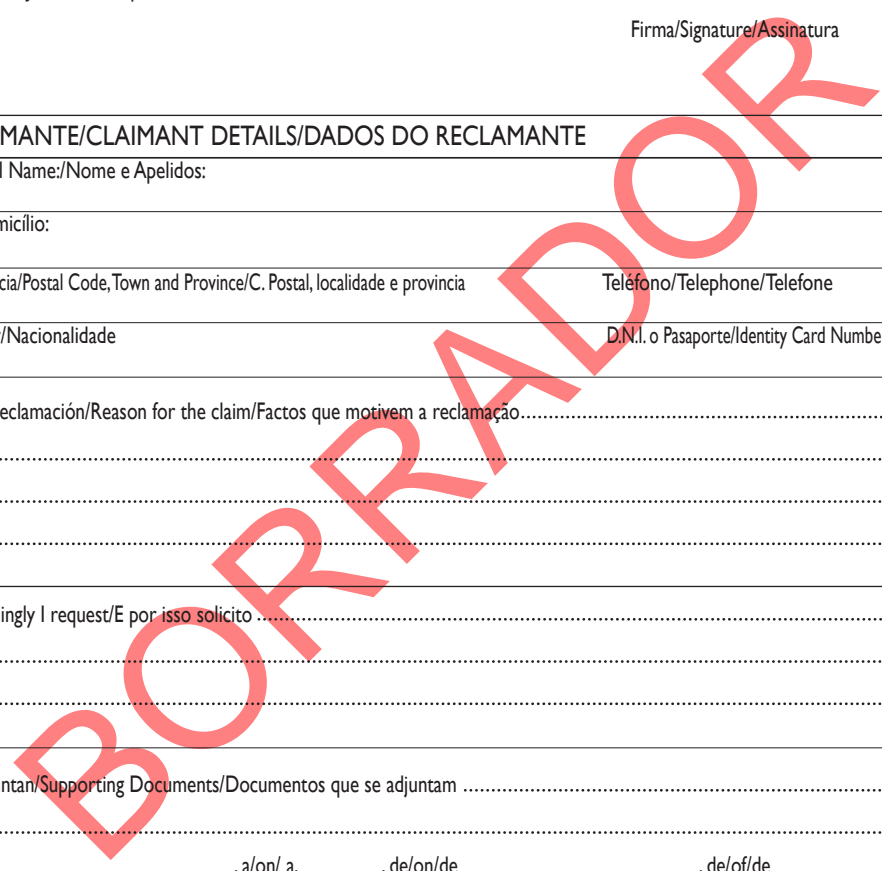 Firma/Signature/Assinatura
MANTE/CLAIMANT DETAILS/DADOS DO RECLAMANTE
Name:/Nome e Apelidos:
micílio:
cia/Postal Code, Town and Province/C. Postal, localidade e provincia Teléfono/Telephone/Telefone
/Nacionalidade D.N.I. o Pasaporte/Identity Card Numbe
eclamación/Reason for the claim/Factos que motivem a reclamação
ingly I request/E por isso solicito
ntan/Supporting Documents/Documentos que se adjuntam
, a/on/ a, , de/on/de , de/of/de
BORRADOR